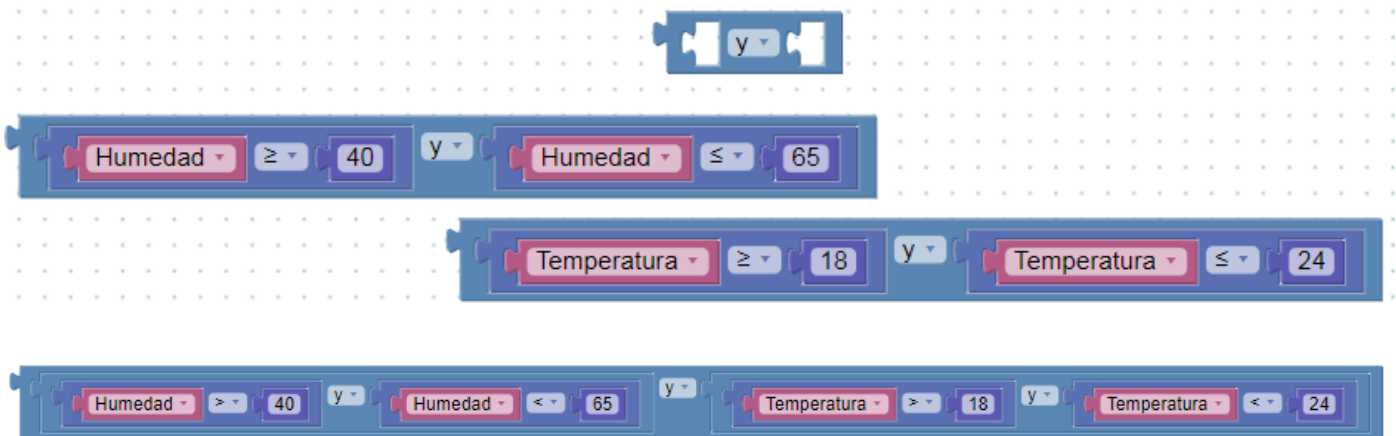 y
Humedad ≥ 40 y Humedad ≤ 65
Temperatura ≥ 18 y Temperatura ≤ 24
Humedad > 40 y Humedad < 65 y Temperatura > 18 y Temperatura < 24